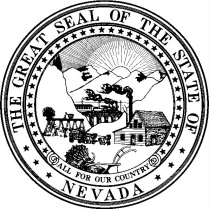 THE GREAT SEAL OF THE STATE OF
NEVADA
ALL FOR OUR COUNTRY